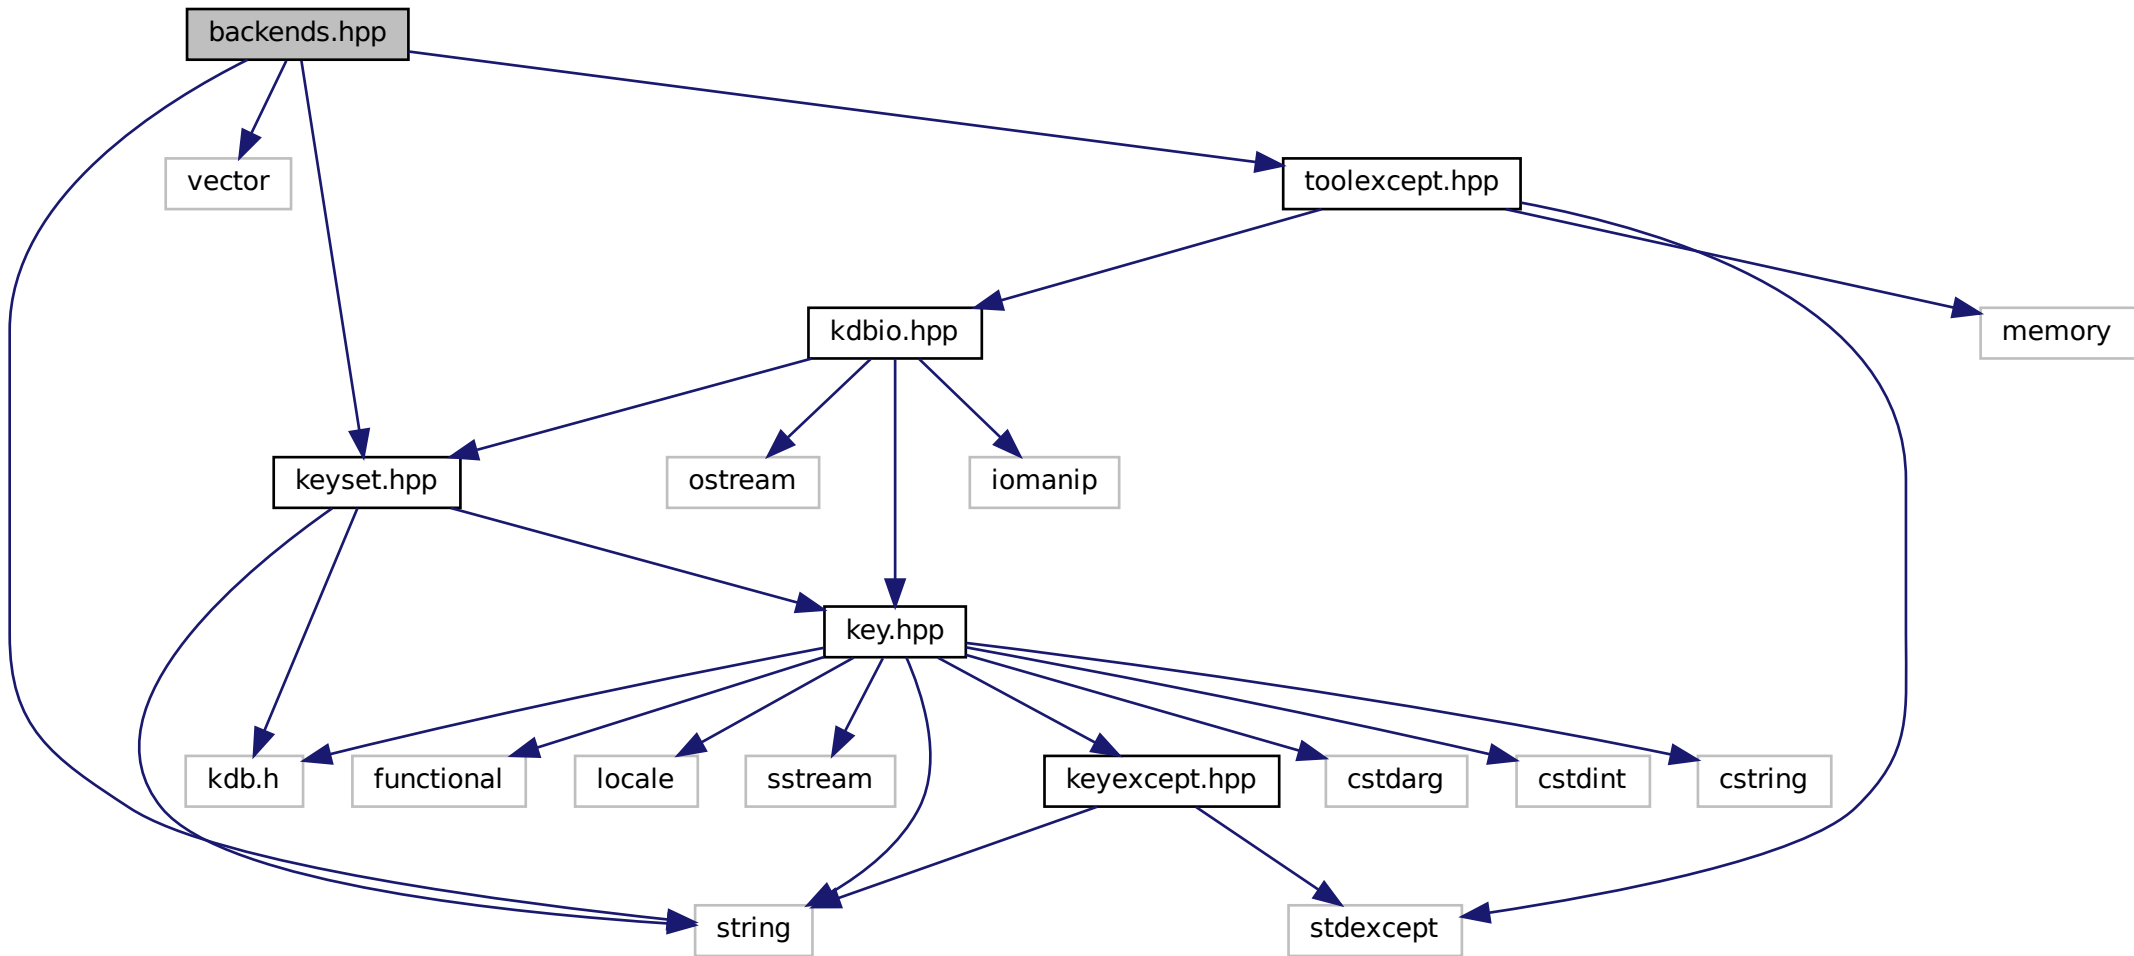 backends.hpp
vector
toolexcept.hpp
kdbio.hpp
memory
keyset.hpp
ostream
iomanip
key.hpp
kdb.h
functional
locale
sstream
keyexcept.hpp
cstdarg
cstdint
cstring
string
stdexcept